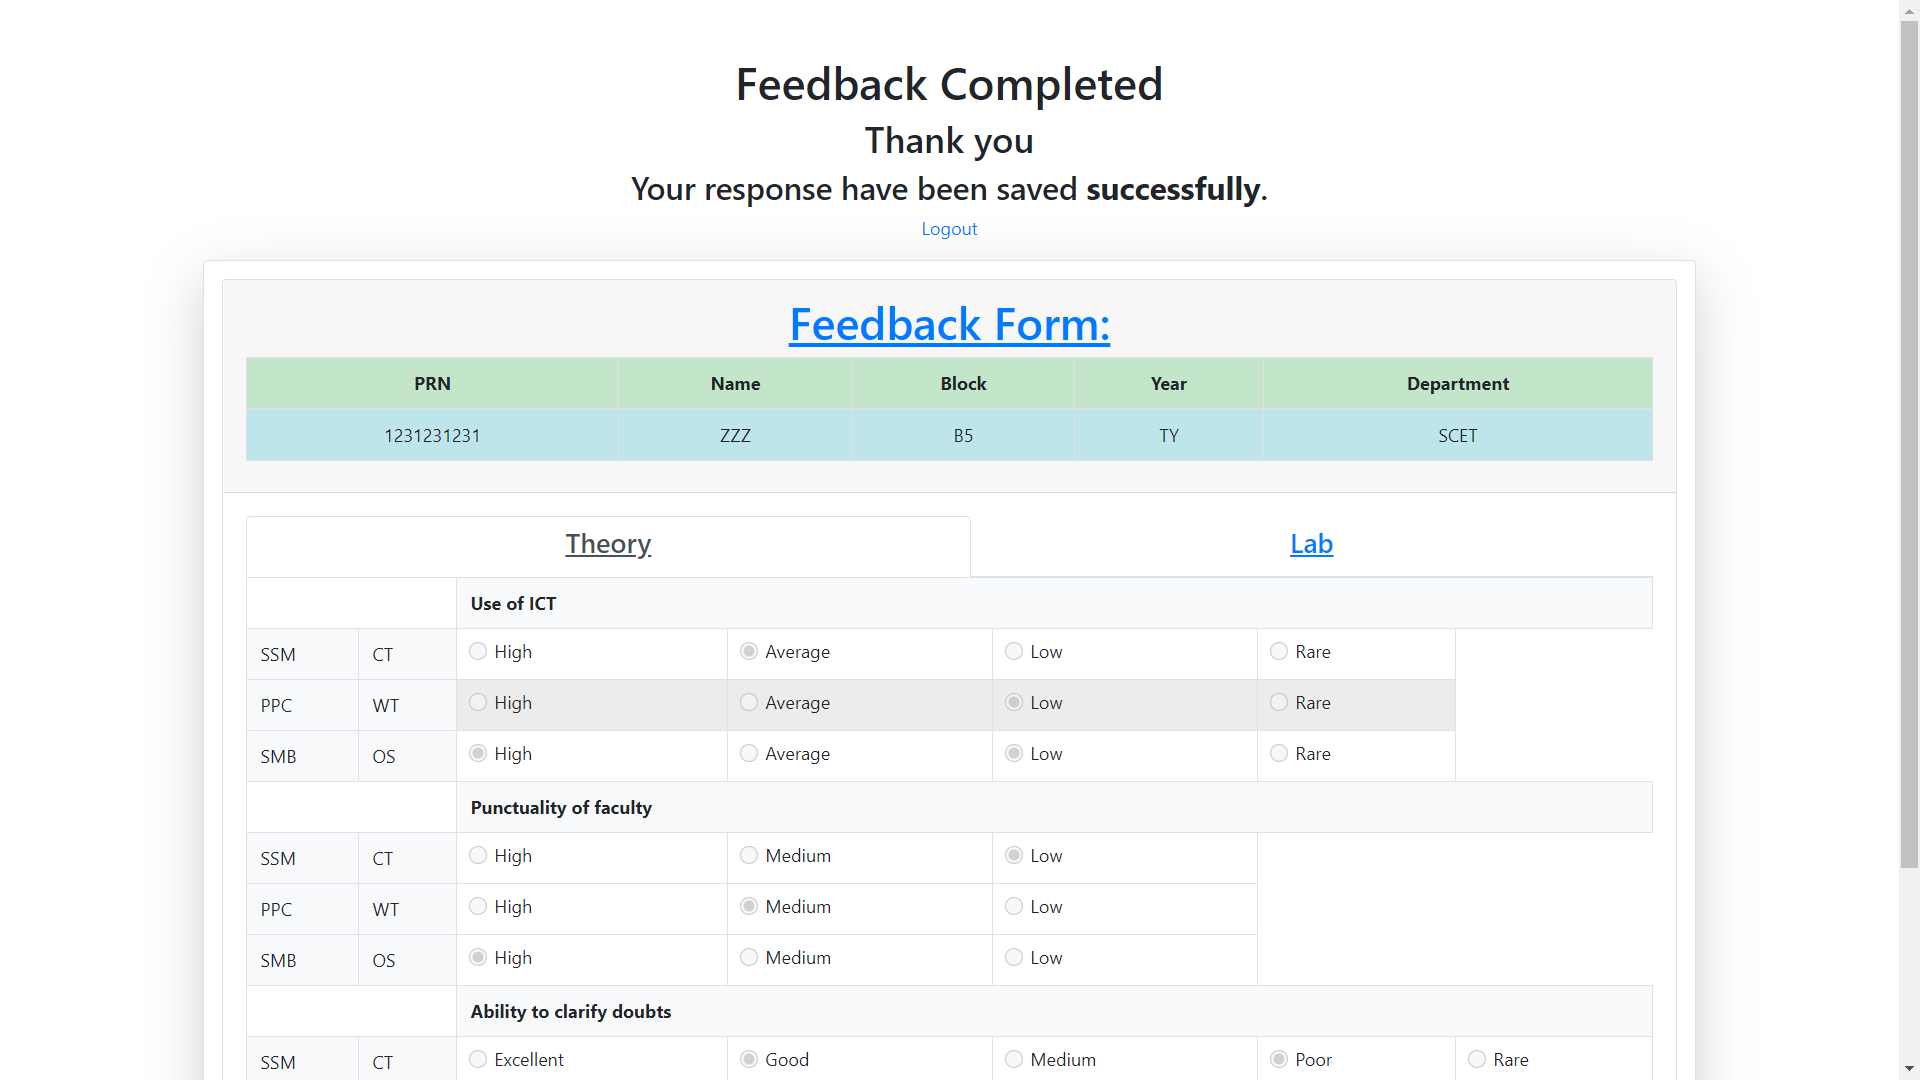 Feedback Completed
Thank you
Your response have been saved successfully.
Logout
Feedback Form:
PRN Name Block Year Department
1231231231 ZZZ B5 TY SCET
Theory Lab
Use of ICT
SSM CT High Average Low Rare
PPC WT High Average Low Rare
SMB OS High Average Low Rare
Punctuality of faculty
SSM CT High Medium Low
PPC WT High Medium Low
SMB OS High Medium Low
Ability to clarify doubts
SSM CT Excellent Good Medium Poor Rare